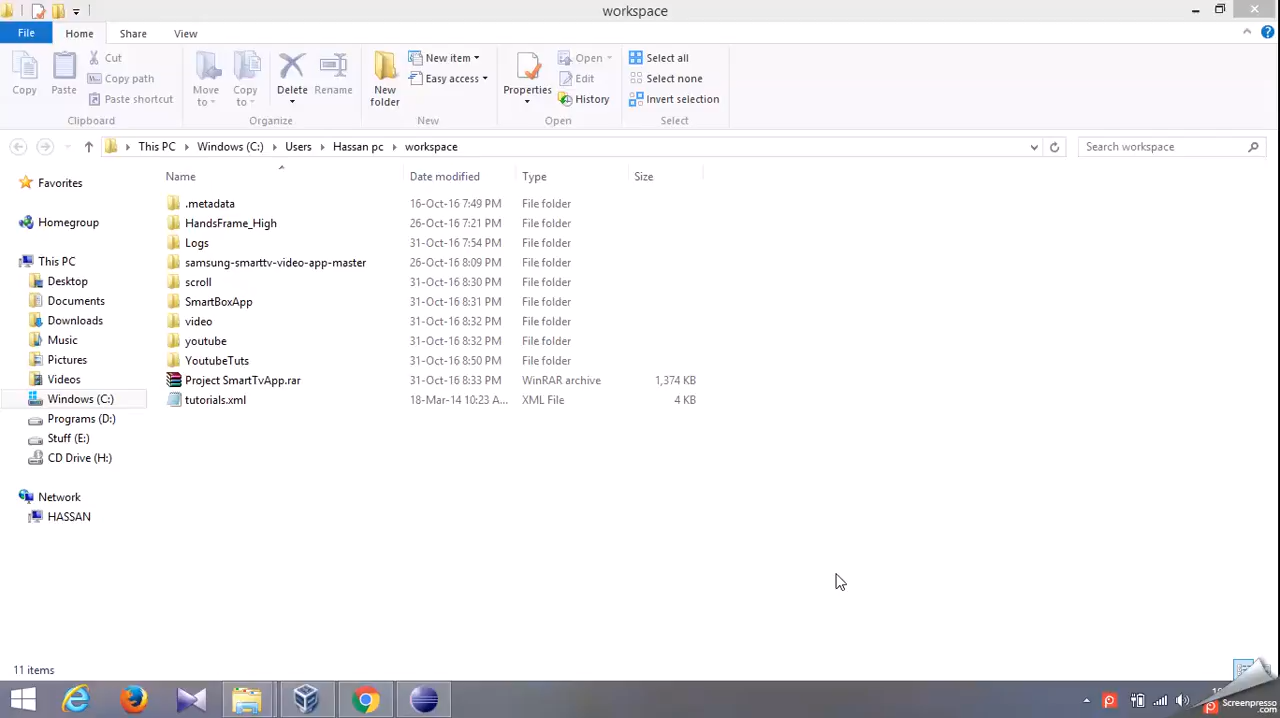 workspace
File Home Share View
Cut
Copy path
Paste shortcut
Copy Paste
Clipboard
Move to Copy to Delete Rename
Organize
New folder
New item
Easy access
New
Properties
Open
Edit
History
Open
Select all
Select none
Invert selection
Select
This PC Windows (C:) Users Hassan pc workspace
Search workspace
Name Date modified Type Size
.metadata 16-Oct-16 7:49 PM File folder
HandsFrame_High 26-Oct-16 7:21 PM File folder
Logs 31-Oct-16 7:54 PM File folder
samsung-smarttv-video-app-master 26-Oct-16 8:09 PM File folder
scroll 31-Oct-16 8:30 PM File folder
SmartBoxApp 31-Oct-16 8:31 PM File folder
video 31-Oct-16 8:32 PM File folder
youtube 31-Oct-16 8:32 PM File folder
YoutubeTuts 31-Oct-16 8:50 PM File folder
Project SmartTvApp.rar 31-Oct-16 8:33 PM WinRAR archive 1,374 KB
tutorials.xml 18-Mar-14 10:23 A... XML File 4 KB
Favorites
Homegroup
This PC
Desktop
Documents
Downloads
Music
Pictures
Videos
Windows (C:)
Programs (D:)
Stuff (E:)
CD Drive (H:)
Network
HASSAN
11 items
Screenpresso
.com